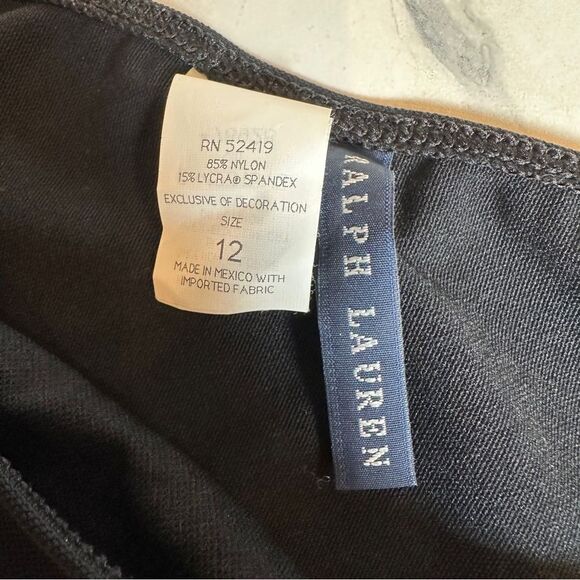 RN 52419
85% NYLON
15% LYCRA® SPANDEX
EXCLUSIVE OF DECORATION
SIZE
12
MADE IN MEXICO WITH
IMPORTED FABRIC
RALPH LAUREN